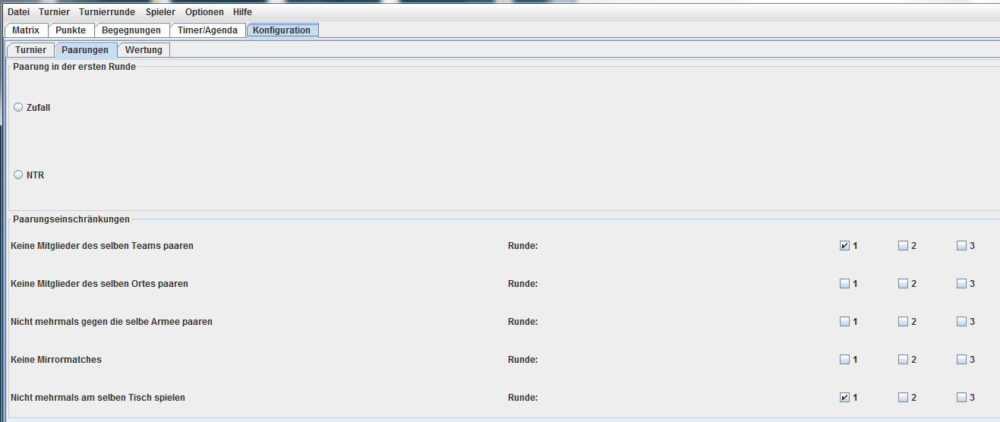 Datei Turnier Turnierrunde Spieler Optionen Hilfe
Matrix Punkte Begegnungen Timer/Agenda Konfiguration
Turnier Paarungen Wertung
Paarung in der ersten Runde
Zufall
NTR
Paarungseinschränkungen
Keine Mitglieder des selben Teams paaren Runde: 1 2 3
Keine Mitglieder des selben Ortes paaren Runde: 1 2 3
Nicht mehrmals gegen die selbe Armee paaren Runde: 1 2 3
Keine Mirrormatches Runde: 1 2 3
Nicht mehrmals am selben Tisch spielen Runde: 1 2 3